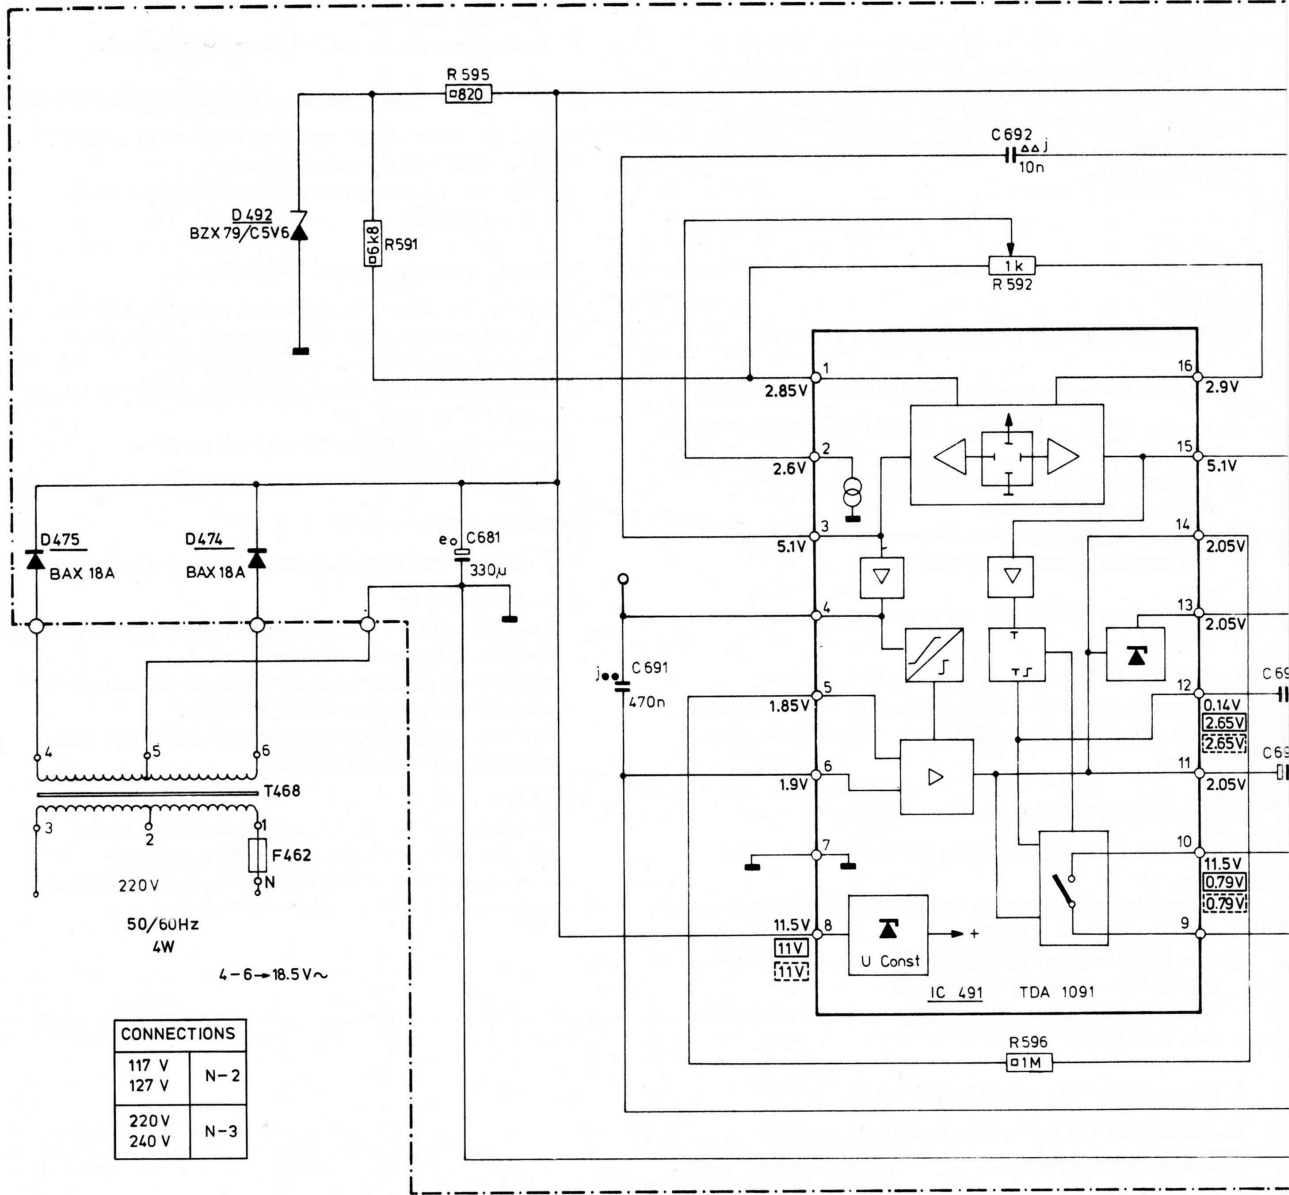 R 595
820
C 692
j
10n
D 492
BZX 79/C5V6
6k8
R591
1k
R 592
1
2.85V
16
2.9V
2
2.6V
15
5.1V
3
5.1V
14
2.05V
D475
BAX 18A
D474
BAX 18A
e
C681
330µ
4
13
2.05V
j
C 691
470n
5
1.85V
12
0.14V
2.65V
2.65V
C 69
4
5
6
T468
6
1.9V
11
2.05V
C 69
3
2
1
F462
N
220V
7
10
11.5V
0.79V
0.79V
50/60Hz
4W
11.5V
8
11V
11V
U Const
+
9
4-6→18.5V~
IC 491 TDA 1091
CONNECTIONS
117 V
127 V
N-2
220V
240 V
N-3
R596
1M